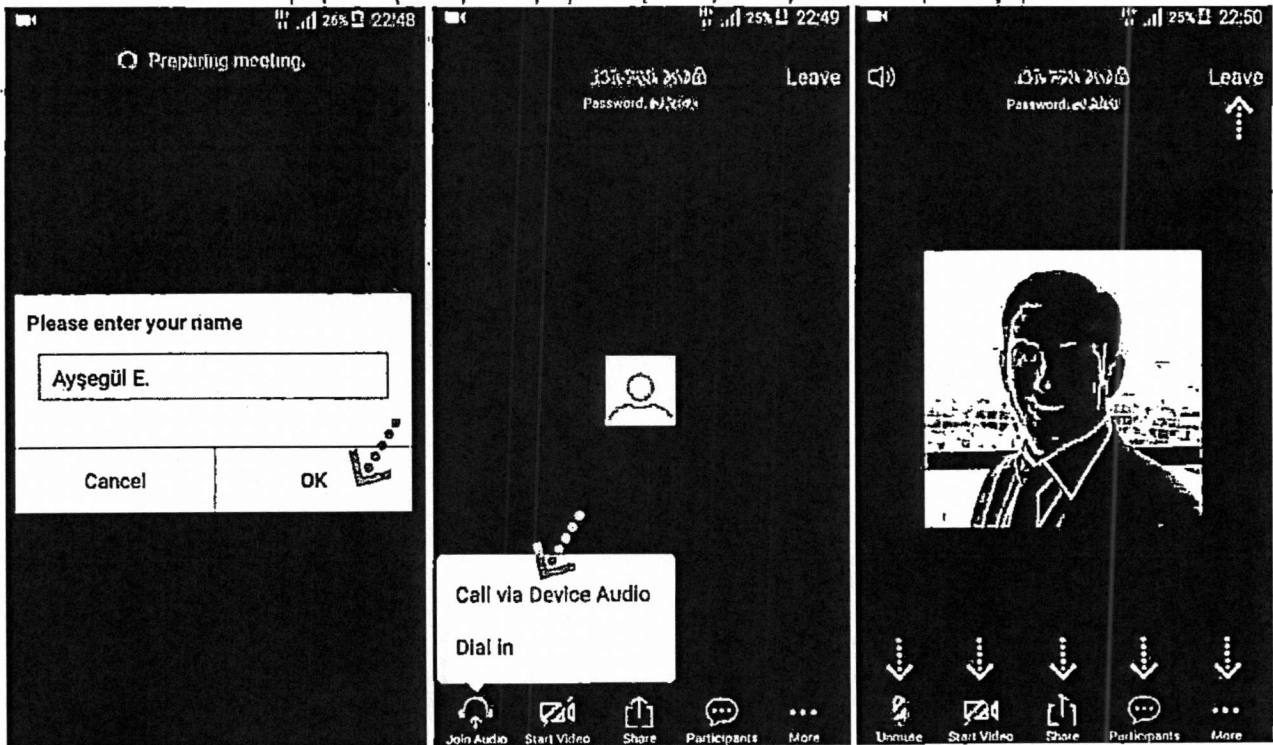 26% 22:48
Preparing meeting.
Please enter your name
Ayşegül E.
Cancel
OK
25% 22:49
Leave
Password.
Call via Device Audio
Dial in
Join Audio
Start Video
Share
Participants
More
25% 22:50
Leave
Password.
Unmute
Start Video
Share
Participants
More